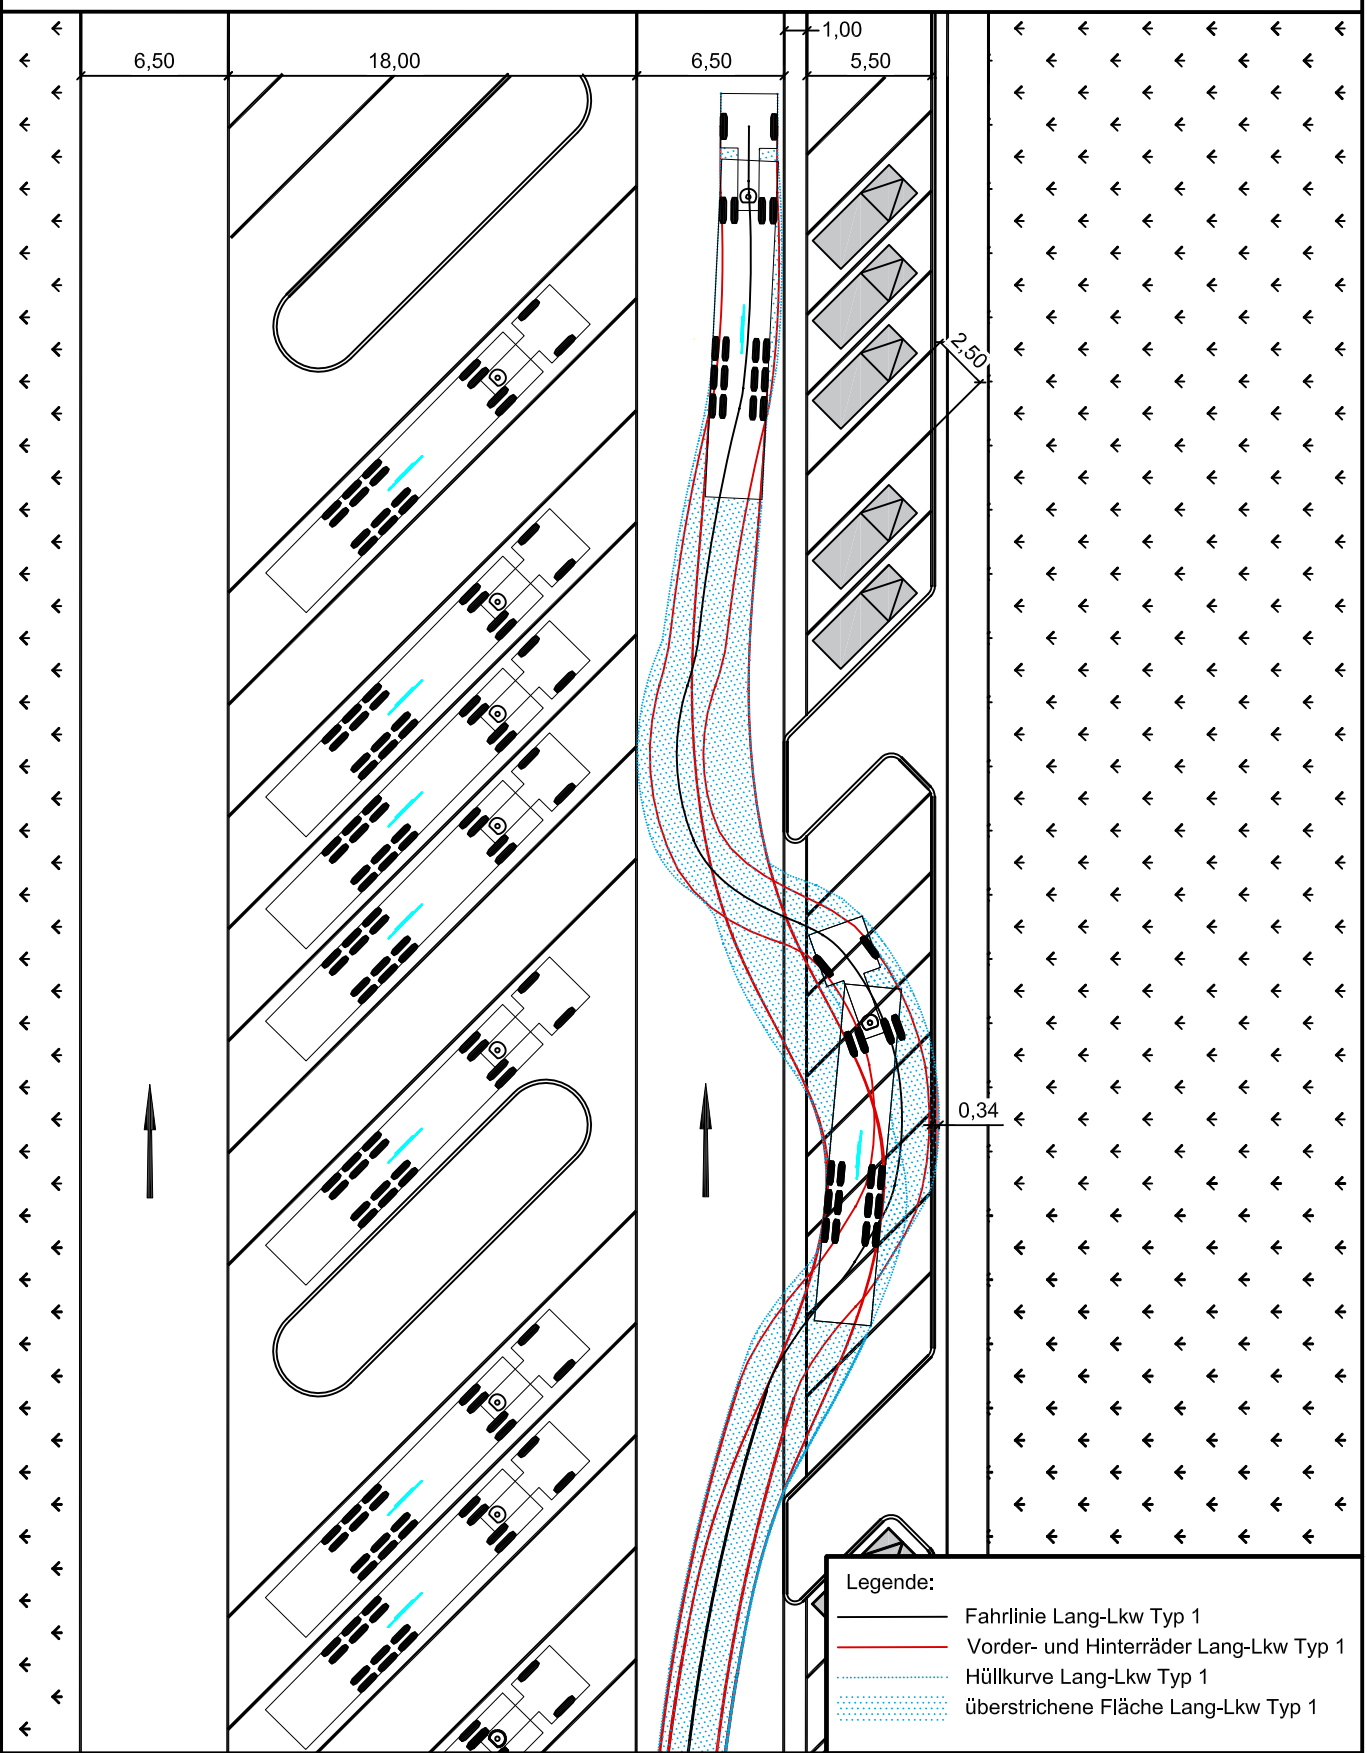 1,00
6,50
18,00
6,50
5,50
2,50
0,34
Legende:
Fahrlinie Lang-Lkw Typ 1
Vorder- und Hinterräder Lang-Lkw Typ 1
Hüllkurve Lang-Lkw Typ 1
überstrichene Fläche Lang-Lkw Typ 1